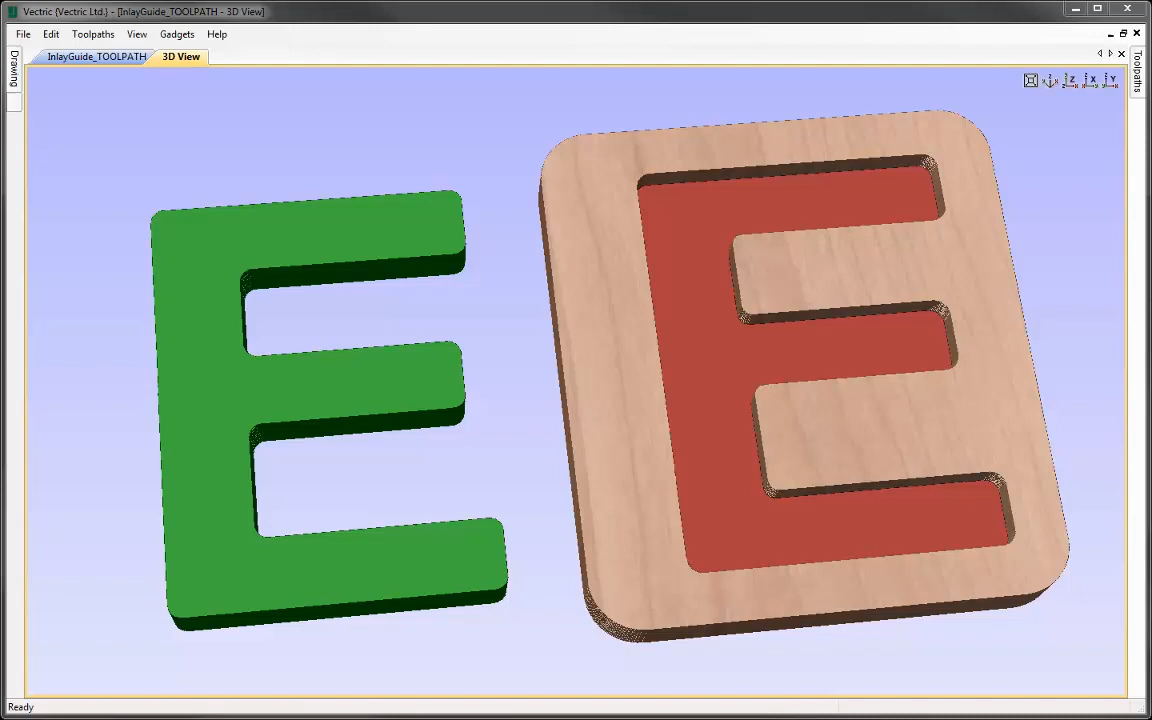 Vectric {Vectric Ltd.} - [InlayGuide_TOOLPATH - 3D View]
File Edit Toolpaths View Gadgets Help
InlayGuide_TOOLPATH 3D View
Drawing
Toolpaths
Z X Y
E E
Ready